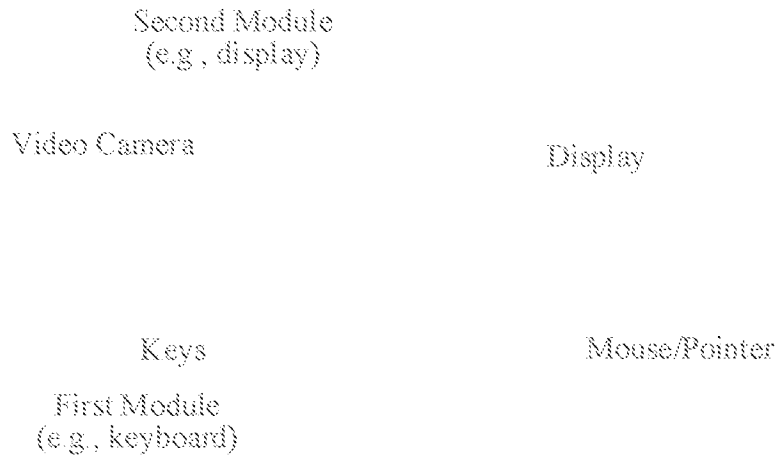 Second Module
(e.g., display)
Video Camera
Display
Keys
Mouse/Pointer
First Module
(e.g., keyboard)